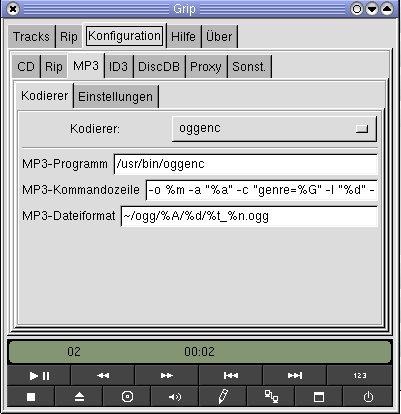 Grip
Tracks Rip Konfiguration Hilfe Über
CD Rip MP3 ID3 DiscDB Proxy Sonst.
Kodierer Einstellungen
Kodierer: oggenc
MP3-Programm /usr/bin/oggenc
MP3-Kommandozeile -o %m -a "%a" -c "genre=%G" -l "%d" -
MP3-Dateiformat ~/ogg/%A/%d/%t_%n.ogg
02 00:02
123